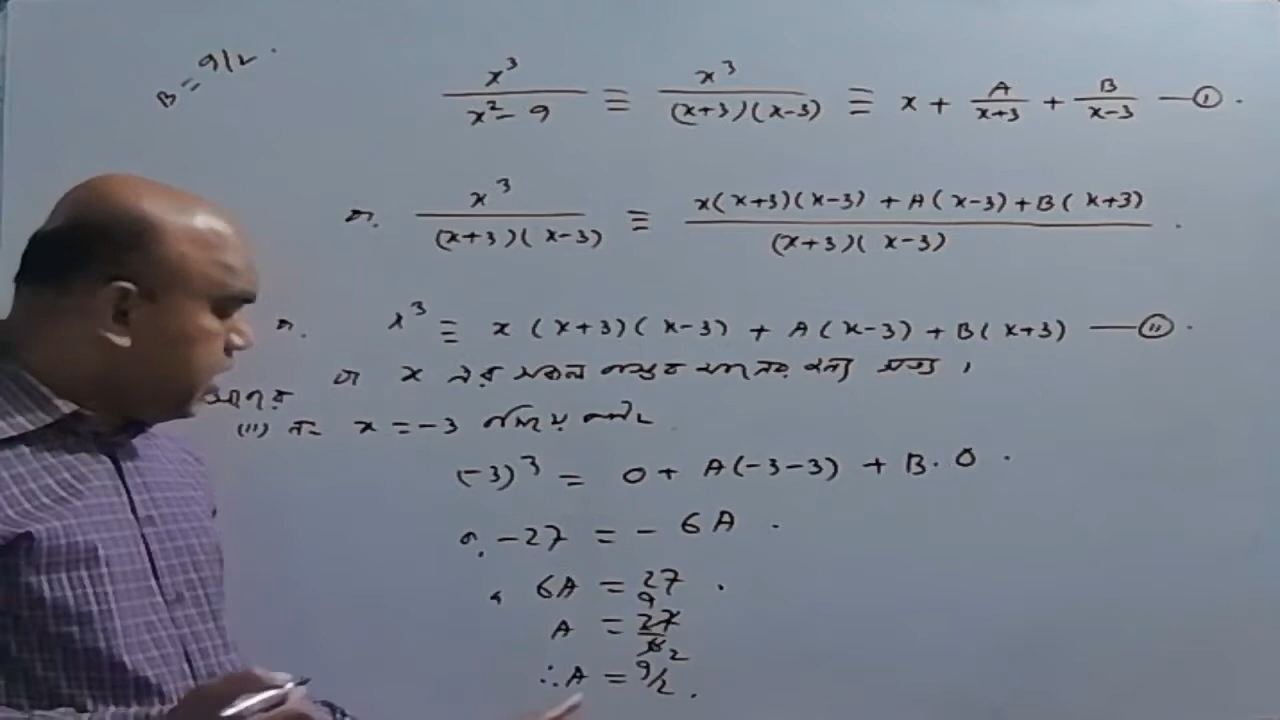 B = 9/2.
x³/(x²-9) ≡ x³/((x+3)(x-3)) ≡ x + A/(x+3) + B/(x-3) —(i).
বা. x³/((x+3)(x-3)) ≡ (x(x+3)(x-3) + A(x-3) + B(x+3))/((x+3)(x-3)).
বা. x³ ≡ x(x+3)(x-3) + A(x-3) + B(x+3) —(ii).
যা x এর সকল জন্য সত্য।
(ii) নং x = -3
(-3)³ = 0 + A(-3-3) + B.0.
বা, -27 = -6A.
6A = 27.
A = 27/6 9 2
∴ A = 9/2.